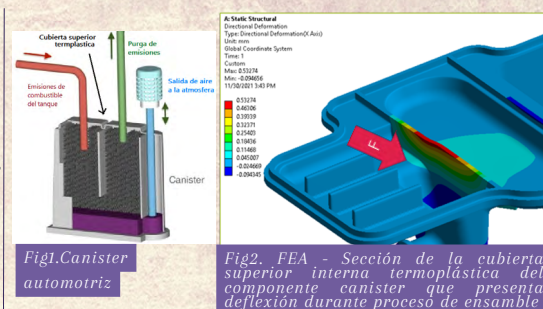 Cubierta superior
termplastica
Purga de
emisiones
Salida de aire
a la atmosfera
Emisiones de
combustible
del tanque
Canister
Fig1.Canister
automotriz
A: Static Structural
Directional Deformation
Type: Directional Deformation(X Axis)
Unit: mm
Global Coordinate System
Time: 1
Custom
Max: 0.53274
Min: -0.094656
11/30/2021 3:43 PM
0.53274
0.46306
0.39339
0.32371
0.25403
0.18436
0.11468
0.045007
-0.024669
-0.094345
F
Fig2. FEA - Sección de la cubierta
superior interna termoplástica del
componente canister que presenta
deflexión durante proceso de ensamble